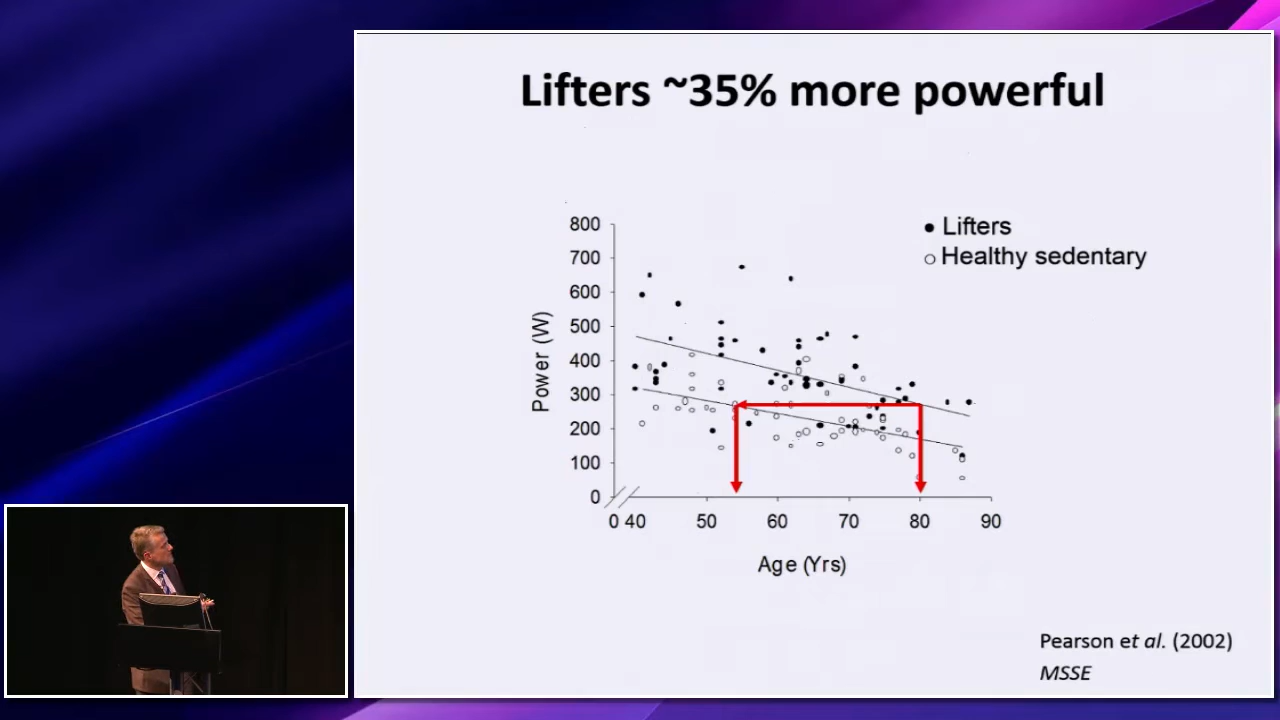 Lifters ~35% more powerful
Lifters
Healthy sedentary
800
700
600
500
400
300
200
100
0
Power (W)
0 40 50 60 70 80 90
Age (Yrs)
Pearson et al. (2002)
MSSE